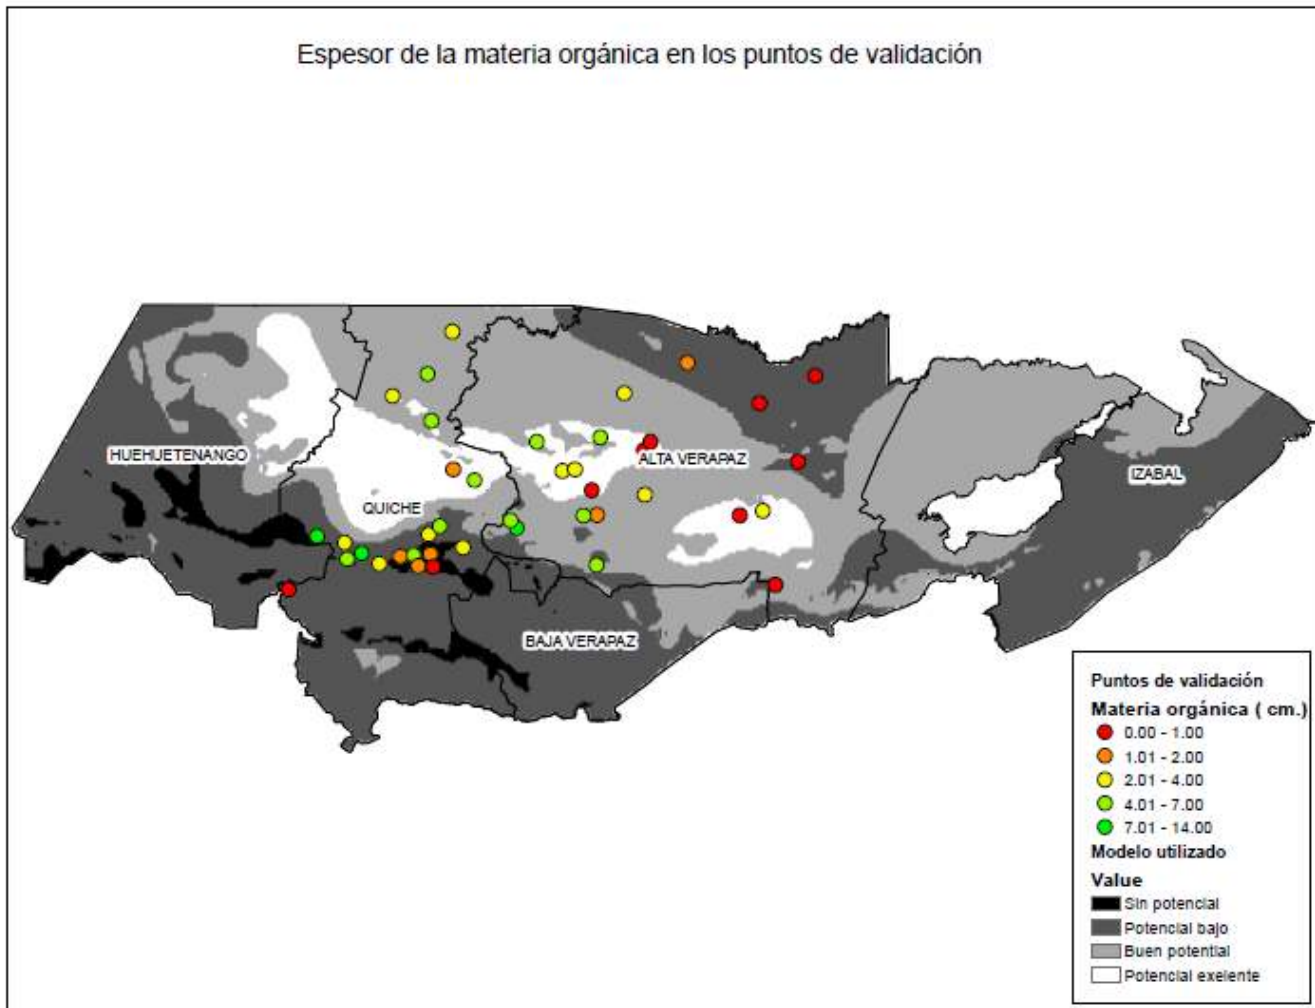 Espesor de la materia orgánica en los puntos de validación
HUEHUETENANGO
QUICHE
ALTA VERAPAZ
IZABAL
BAJA VERAPAZ
Puntos de validación
Materia orgánica ( cm.)
0.00 - 1.00
1.01 - 2.00
2.01 - 4.00
4.01 - 7.00
7.01 - 14.00
Modelo utilizado
Value
Sin potencial
Potencial bajo
Buen potential
Potencial exelente